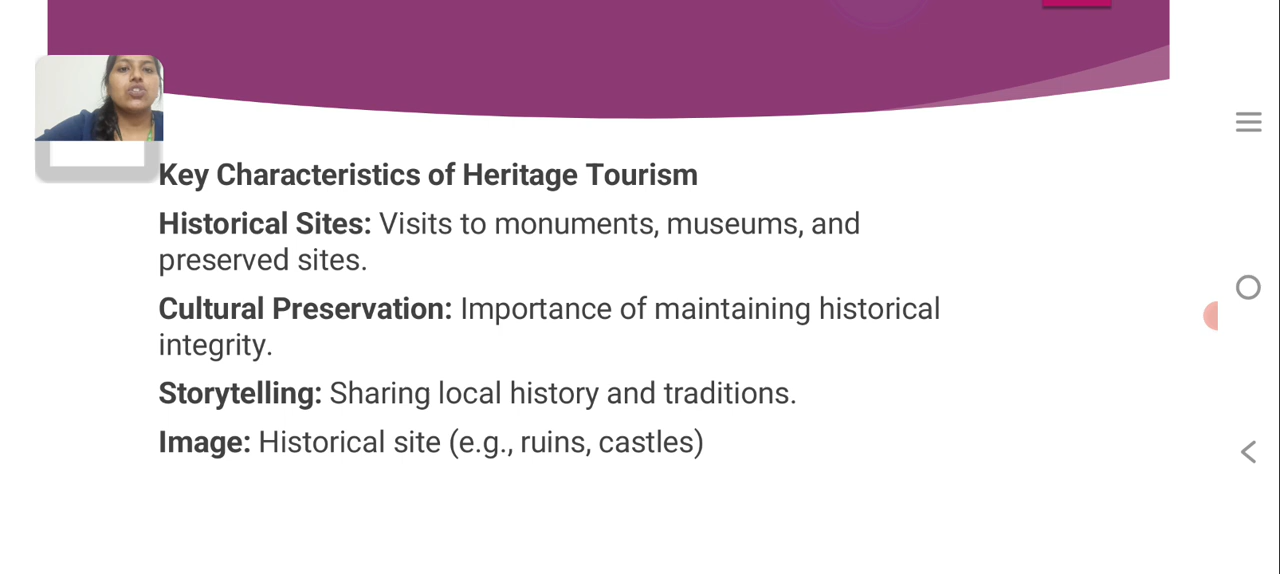 Key Characteristics of Heritage Tourism
Historical Sites: Visits to monuments, museums, and
preserved sites.
Cultural Preservation: Importance of maintaining historical
integrity.
Storytelling: Sharing local history and traditions.
Image: Historical site (e.g., ruins, castles)